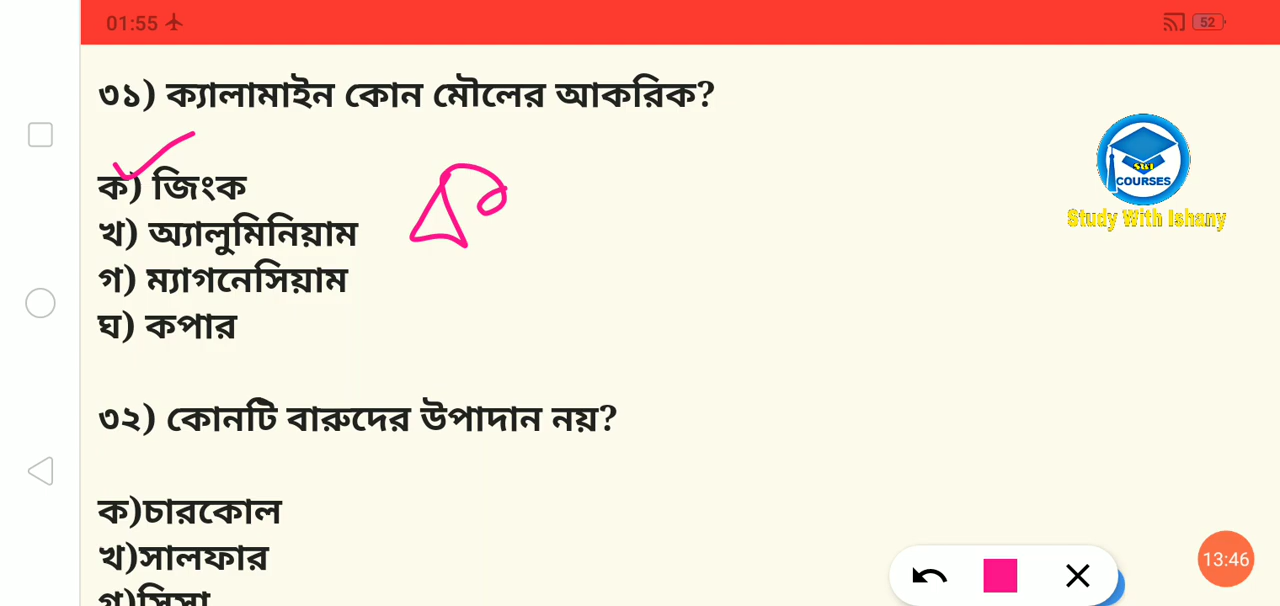 01:55
52
৩১) ক্যালামাইন কোন মৌলের আকরিক?
ক) জিংক
খ) অ্যালুমিনিয়াম
গ) ম্যাগনেসিয়াম
ঘ) কপার
COURSES
Study With Ishany
৩২) কোনটি বারুদের উপাদান নয়?
ক)চারকোল
খ)সালফার
গ)সিসা
13:46